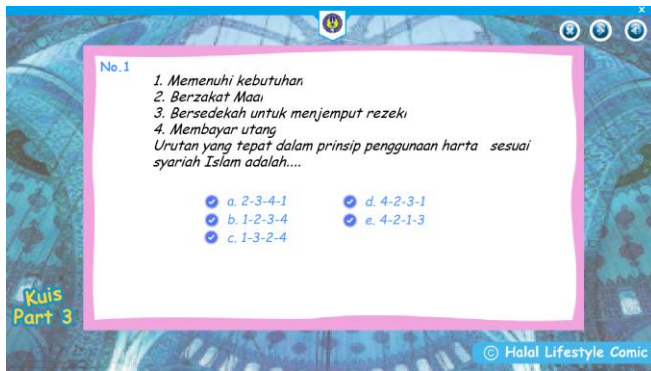 No.1
1. Memenuhi kebutuhan
2. Berzakat Maal
3. Bersedekah untuk menjemput rezeki
4. Membayar utang
Urutan yang tepat dalam prinsip penggunaan harta sesuai
syariah Islam adalah....
a. 2-3-4-1
b. 1-2-3-4
c. 1-3-2-4
d. 4-2-3-1
e. 4-2-1-3
Kuis
Part 3
© Halal Lifestyle Comic